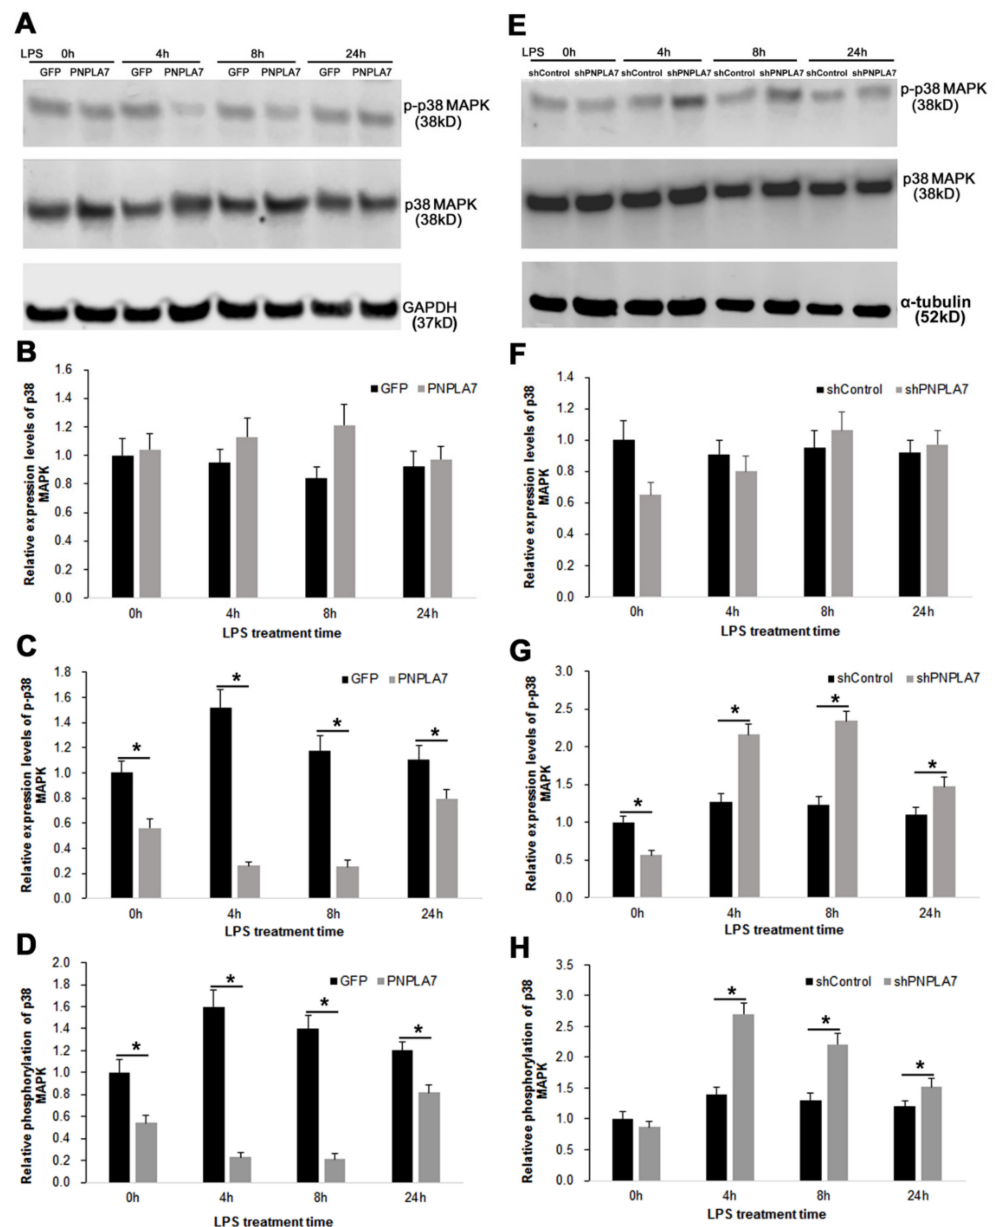 A
LPS 0h 4h 8h 24h
GFP PNPLA7 GFP PNPLA7 GFP PNPLA7 GFP PNPLA7
p-p38 MAPK
(38kD)
p38 MAPK
(38kD)
GAPDH
(37kD)
B
Relative expression levels of p38
MAPK
1.6
1.4
1.2
1.0
0.8
0.6
0.4
0.2
0.0
GFP PNPLA7
0h 4h 8h 24h
LPS treatment time
C
Relative expression levels of p-p38
MAPK
1.8
1.6
1.4
1.2
1.0
0.8
0.6
0.4
0.2
0.0
GFP PNPLA7
* * * *
0h 4h 8h 24h
LPS treatment time
D
Relative phosphorylation of p38
MAPK
2.0
1.8
1.6
1.4
1.2
1.0
0.8
0.6
0.4
0.2
0.0
GFP PNPLA7
* * * *
0h 4h 8h 24h
LPS treatment time
E
LPS 0h 4h 8h 24h
shControl shPNPLA7 shControl shPNPLA7 shControl shPNPLA7 shControl shPNPLA7
p-p38 MAPK
(38kD)
p38 MAPK
(38kD)
α-tubulin
(52kD)
F
Relative expression levels of p38
MAPK
1.4
1.2
1.0
0.8
0.6
0.4
0.2
0.0
shControl shPNPLA7
0h 4h 8h 24h
LPS treatment time
G
Relative expression levels of p-p38
MAPK
3.0
2.5
2.0
1.5
1.0
0.5
0.0
shControl shPNPLA7
* * * *
0h 4h 8h 24h
LPS treatment time
H
Relativee phosphorylation of p38
MAPK
3.5
3.0
2.5
2.0
1.5
1.0
0.5
0.0
shControl shPNPLA7
* * *
0h 4h 8h 24h
LPS treatment time